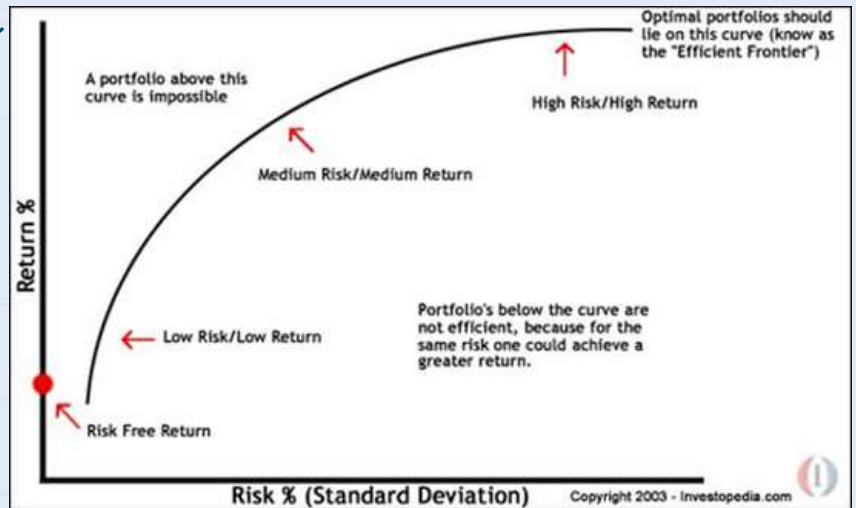 Optimal portfolios should
lie on this curve (know as
the "Efficient Frontier")
A portfolio above this
curve is impossible
High Risk/High Return
Medium Risk/Medium Return
Return %
Portfolio's below the curve are
not efficient, because for the
same risk one could achieve a
greater return.
Low Risk/Low Return
Risk Free Return
Risk % (Standard Deviation)
Copyright 2003 - Investopedia.com